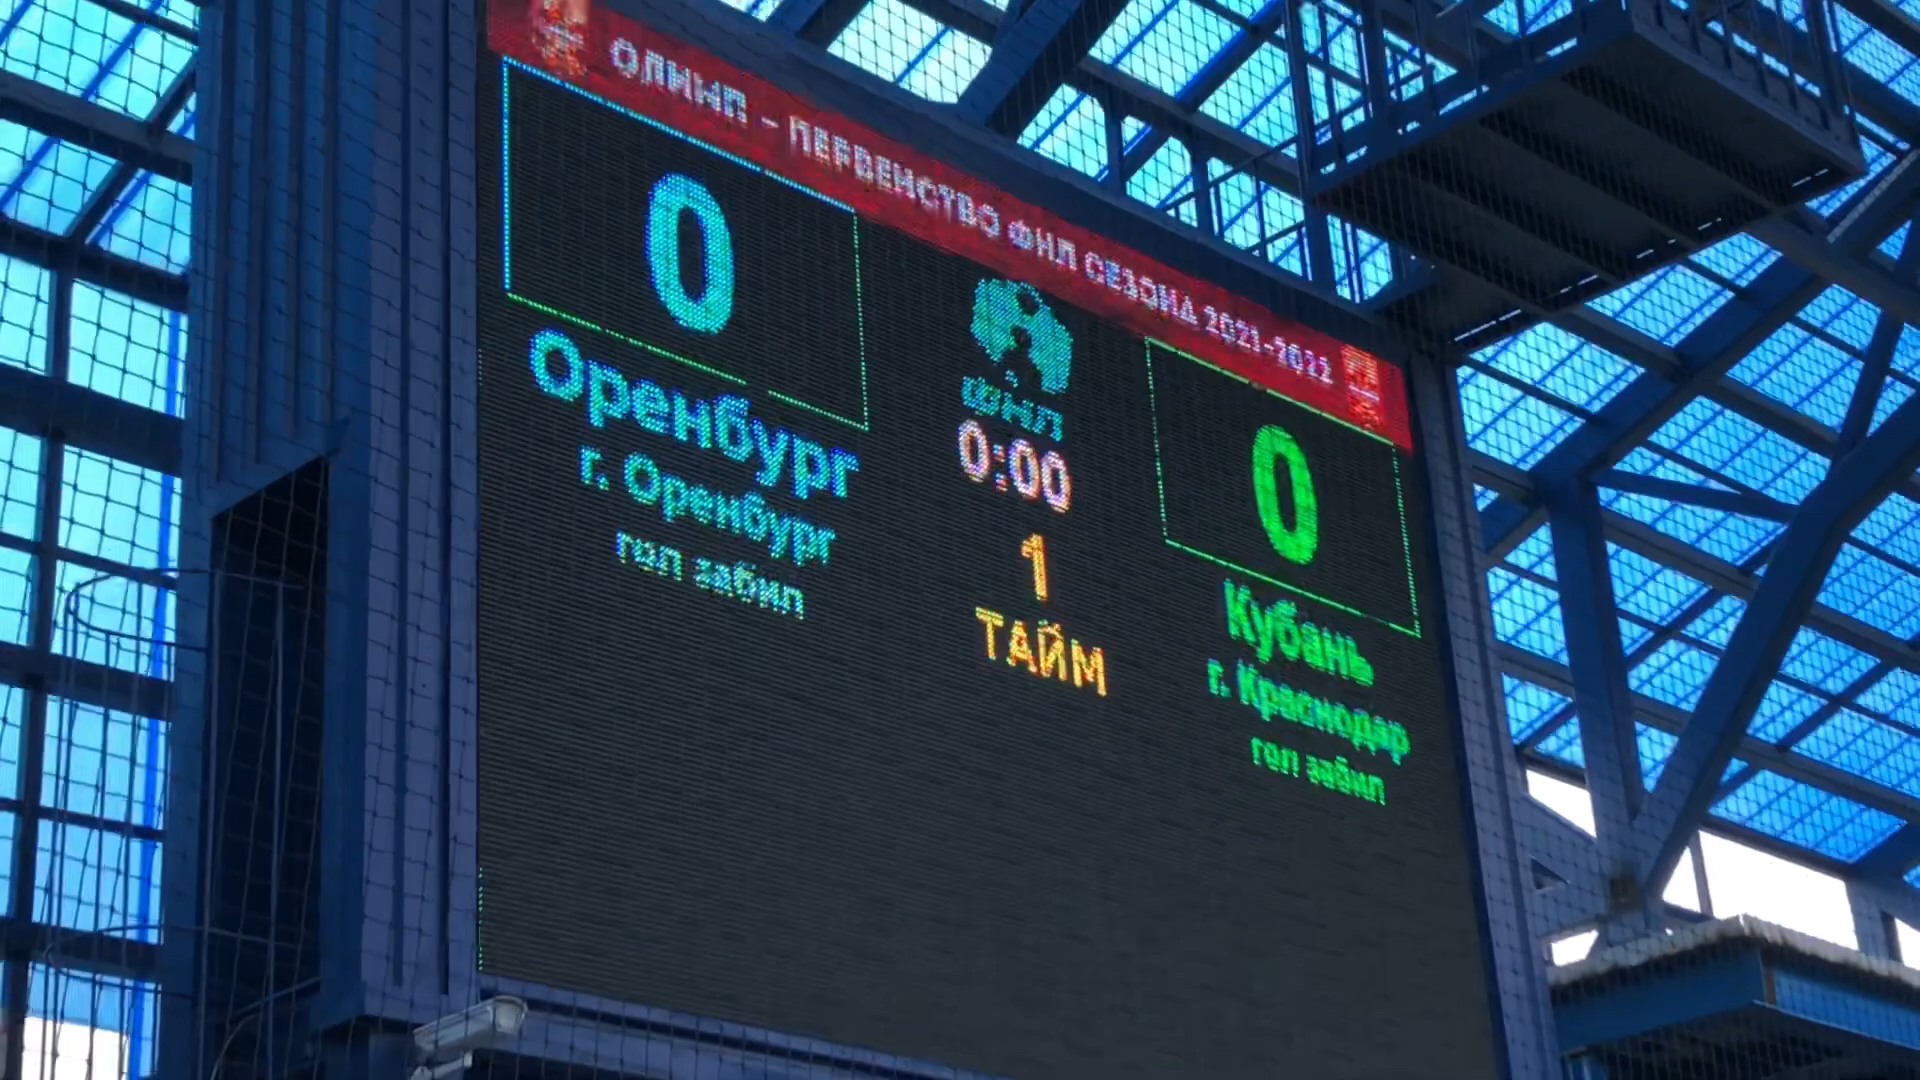 ОЛИМП - ПЕРВЕНСТВО ФНЛ СЕЗОНА 2021-2022
0
Оренбург
г. Оренбург
гол забил
ФНЛ
0:00
1
ТАЙМ
0
Кубань
г. Краснодар
гол забил